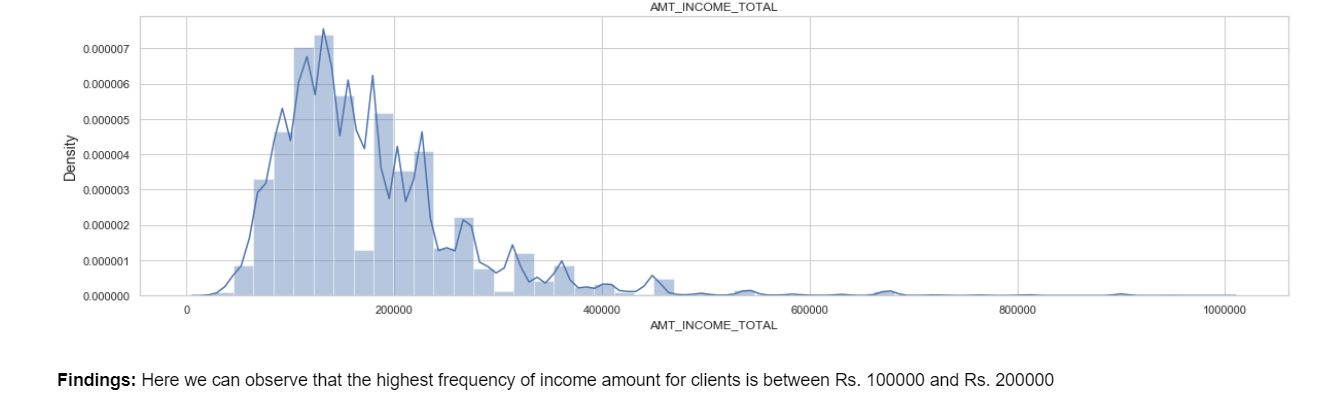 AMT_INCOME_TOTAL
0.000007
0.000006
0.000005
0.000004
0.000003
0.000002
0.000001
0.000000
Density
0 200000 400000 600000 800000 1000000
AMT_INCOME_TOTAL
Findings: Here we can observe that the highest frequency of income amount for clients is between Rs. 100000 and Rs. 200000